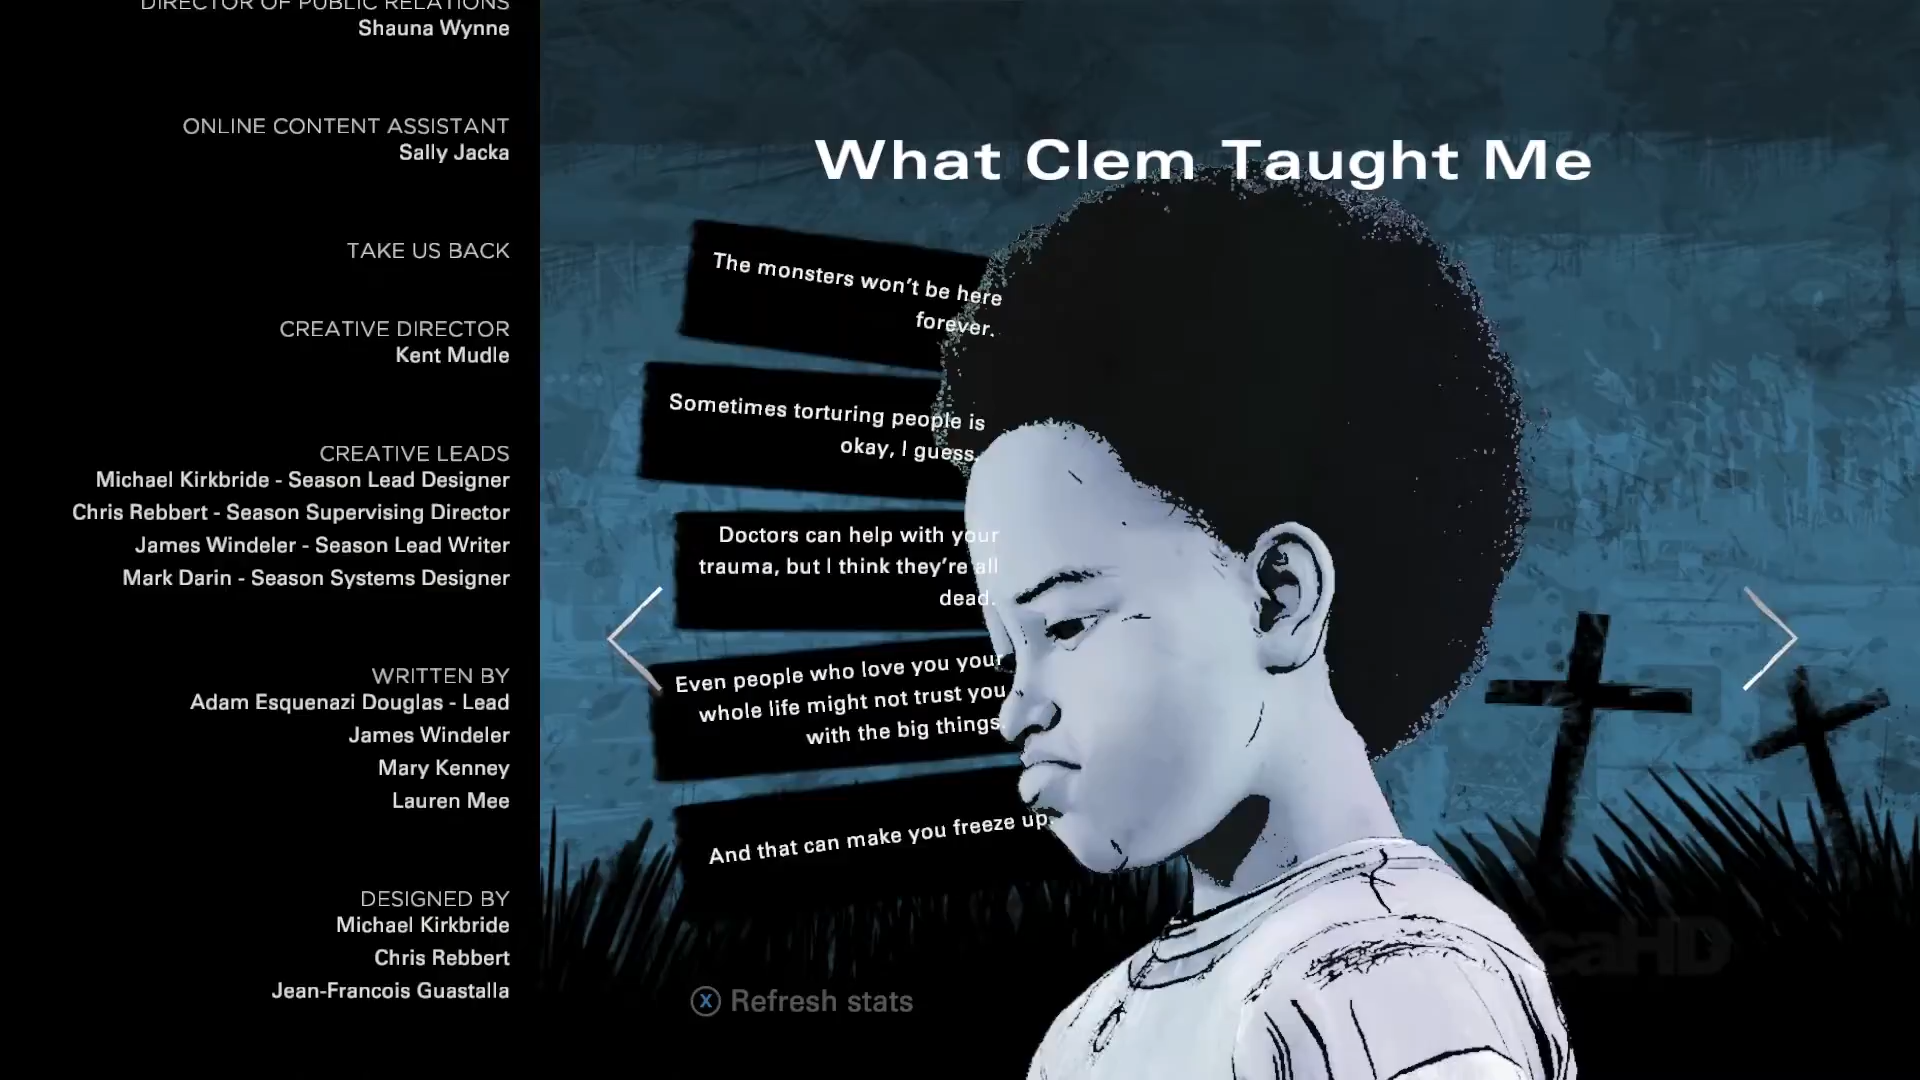 DIRECTOR OF PUBLIC RELATIONS
Shauna Wynne
ONLINE CONTENT ASSISTANT
Sally Jacka
TAKE US BACK
CREATIVE DIRECTOR
Kent Mudle
CREATIVE LEADS
Michael Kirkbride - Season Lead Designer
Chris Rebbert - Season Supervising Director
James Windeler - Season Lead Writer
Mark Darin - Season Systems Designer
WRITTEN BY
Adam Esquenazi Douglas - Lead
James Windeler
Mary Kenney
Lauren Mee
DESIGNED BY
Michael Kirkbride
Chris Rebbert
Jean-Francois Guastalla
What Clem Taught Me
The monsters won't be here
forever.
Sometimes torturing people is
okay, I guess.
Doctors can help with your
trauma, but I think they're all
dead.
Even people who love you your
whole life might not trust you
with the big things.
And that can make you freeze up.
X Refresh stats